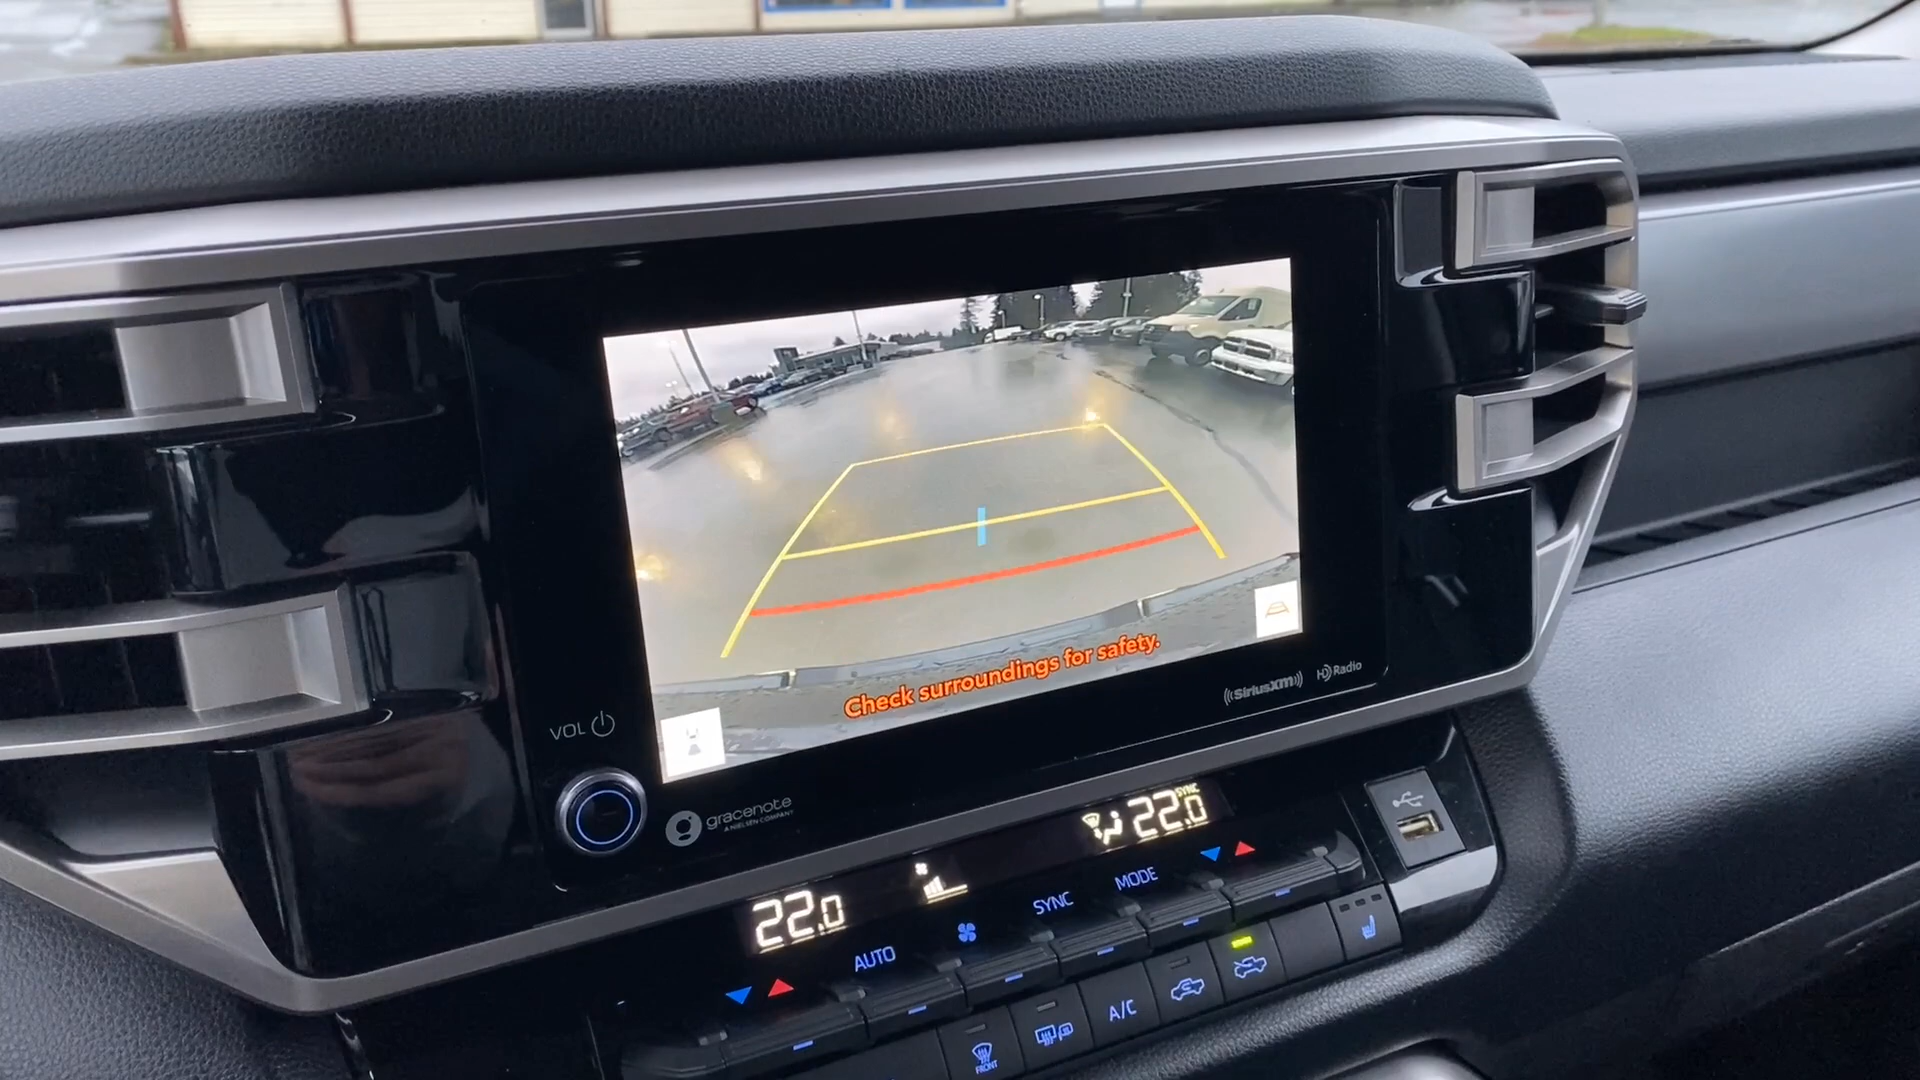 Check surroundings for safety.
((SiriusXM))
HD Radio
VOL
gracenote
A NIELSEN COMPANY
22.0
SYNC
22.0
AUTO
SYNC
MODE
FRONT
A/C